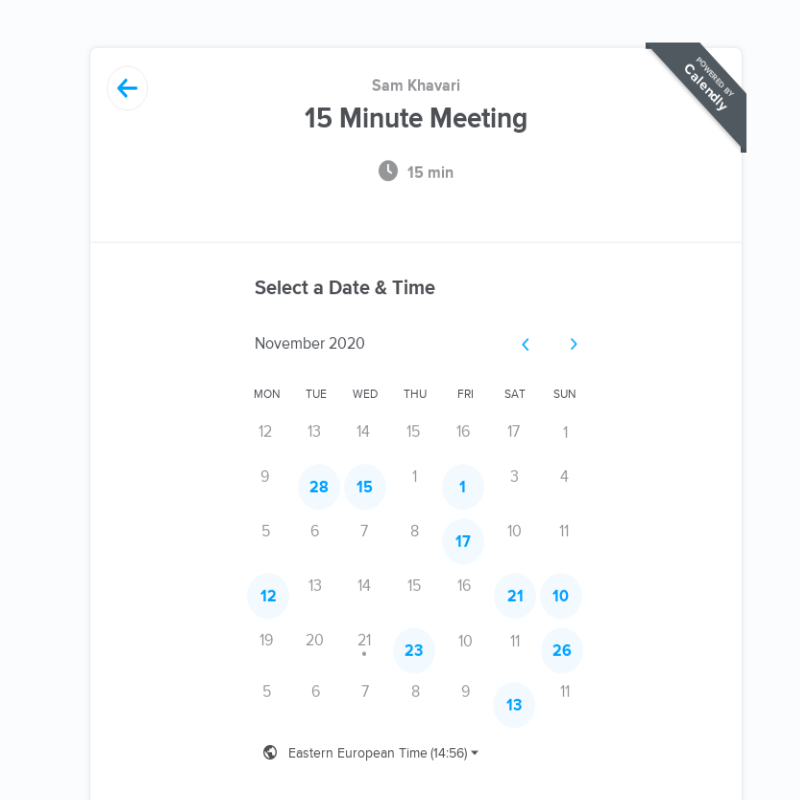 Sam Khavari
15 Minute Meeting
POWERED BY
Calendly
15 min
Select a Date & Time
November 2020
MON TUE WED THU FRI SAT SUN
12 13 14 15 16 17 1
9 28 15 1 1 3 4
5 6 7 8 17 10 11
12 13 14 15 16 21 10
19 20 21 23 10 11 26
5 6 7 8 9 13 11
Eastern European Time (14:56)